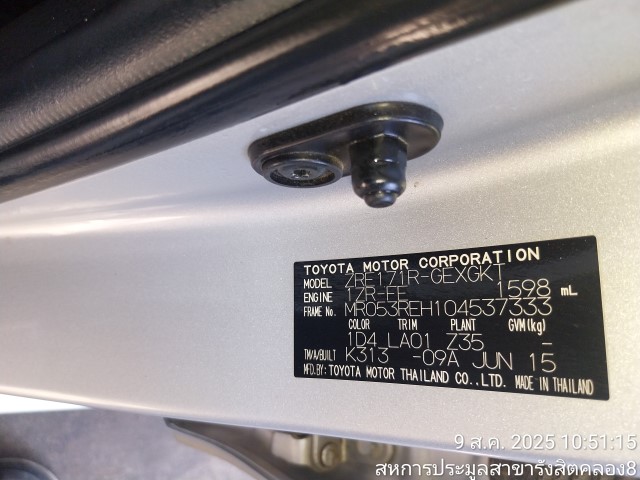 TOYOTA MOTOR CORPORATION
MODEL ZRE171R-GEXGKT
ENGINE 1ZR-FE 1598 mL
FRAME No. MR053REH104537333
COLOR TRIM PLANT GVM(kg)
1D4 LA01 Z35 -
TM/A/BUILT K313 -09A JUN 15
MFD.BY: TOYOTA MOTOR THAILAND CO.,LTD. MADE IN THAILAND
9 ส.ค. 2025 10:51:15
สหการประมูลสาขารังสิตคลอง8